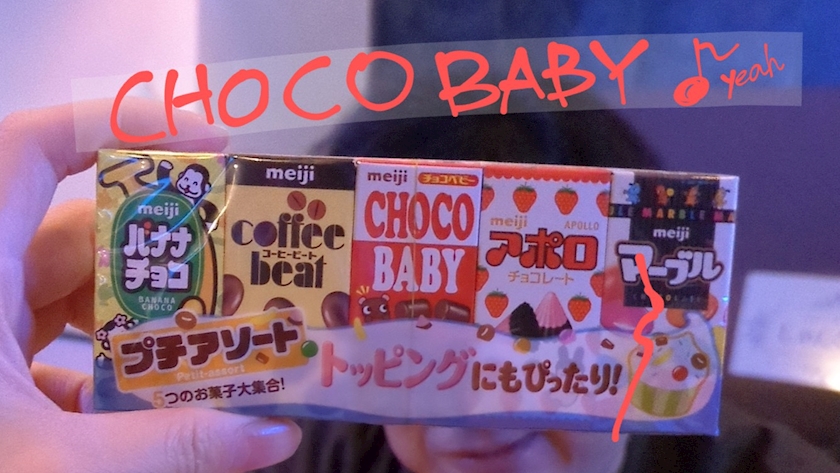 CHOCO BABY yeah
meiji
バナナ
チョコ
BANANA
CHOCO
meiji
coffee
コーヒービート
beat
meiji チョコベビー
CHOCO
BABY
meiji APOLLO
アポロ
チョコレート
MARBLE
meiji
マーブル
プチアソート
Petit-assort
5つのお菓子大集合!
トッピングにもぴったり!